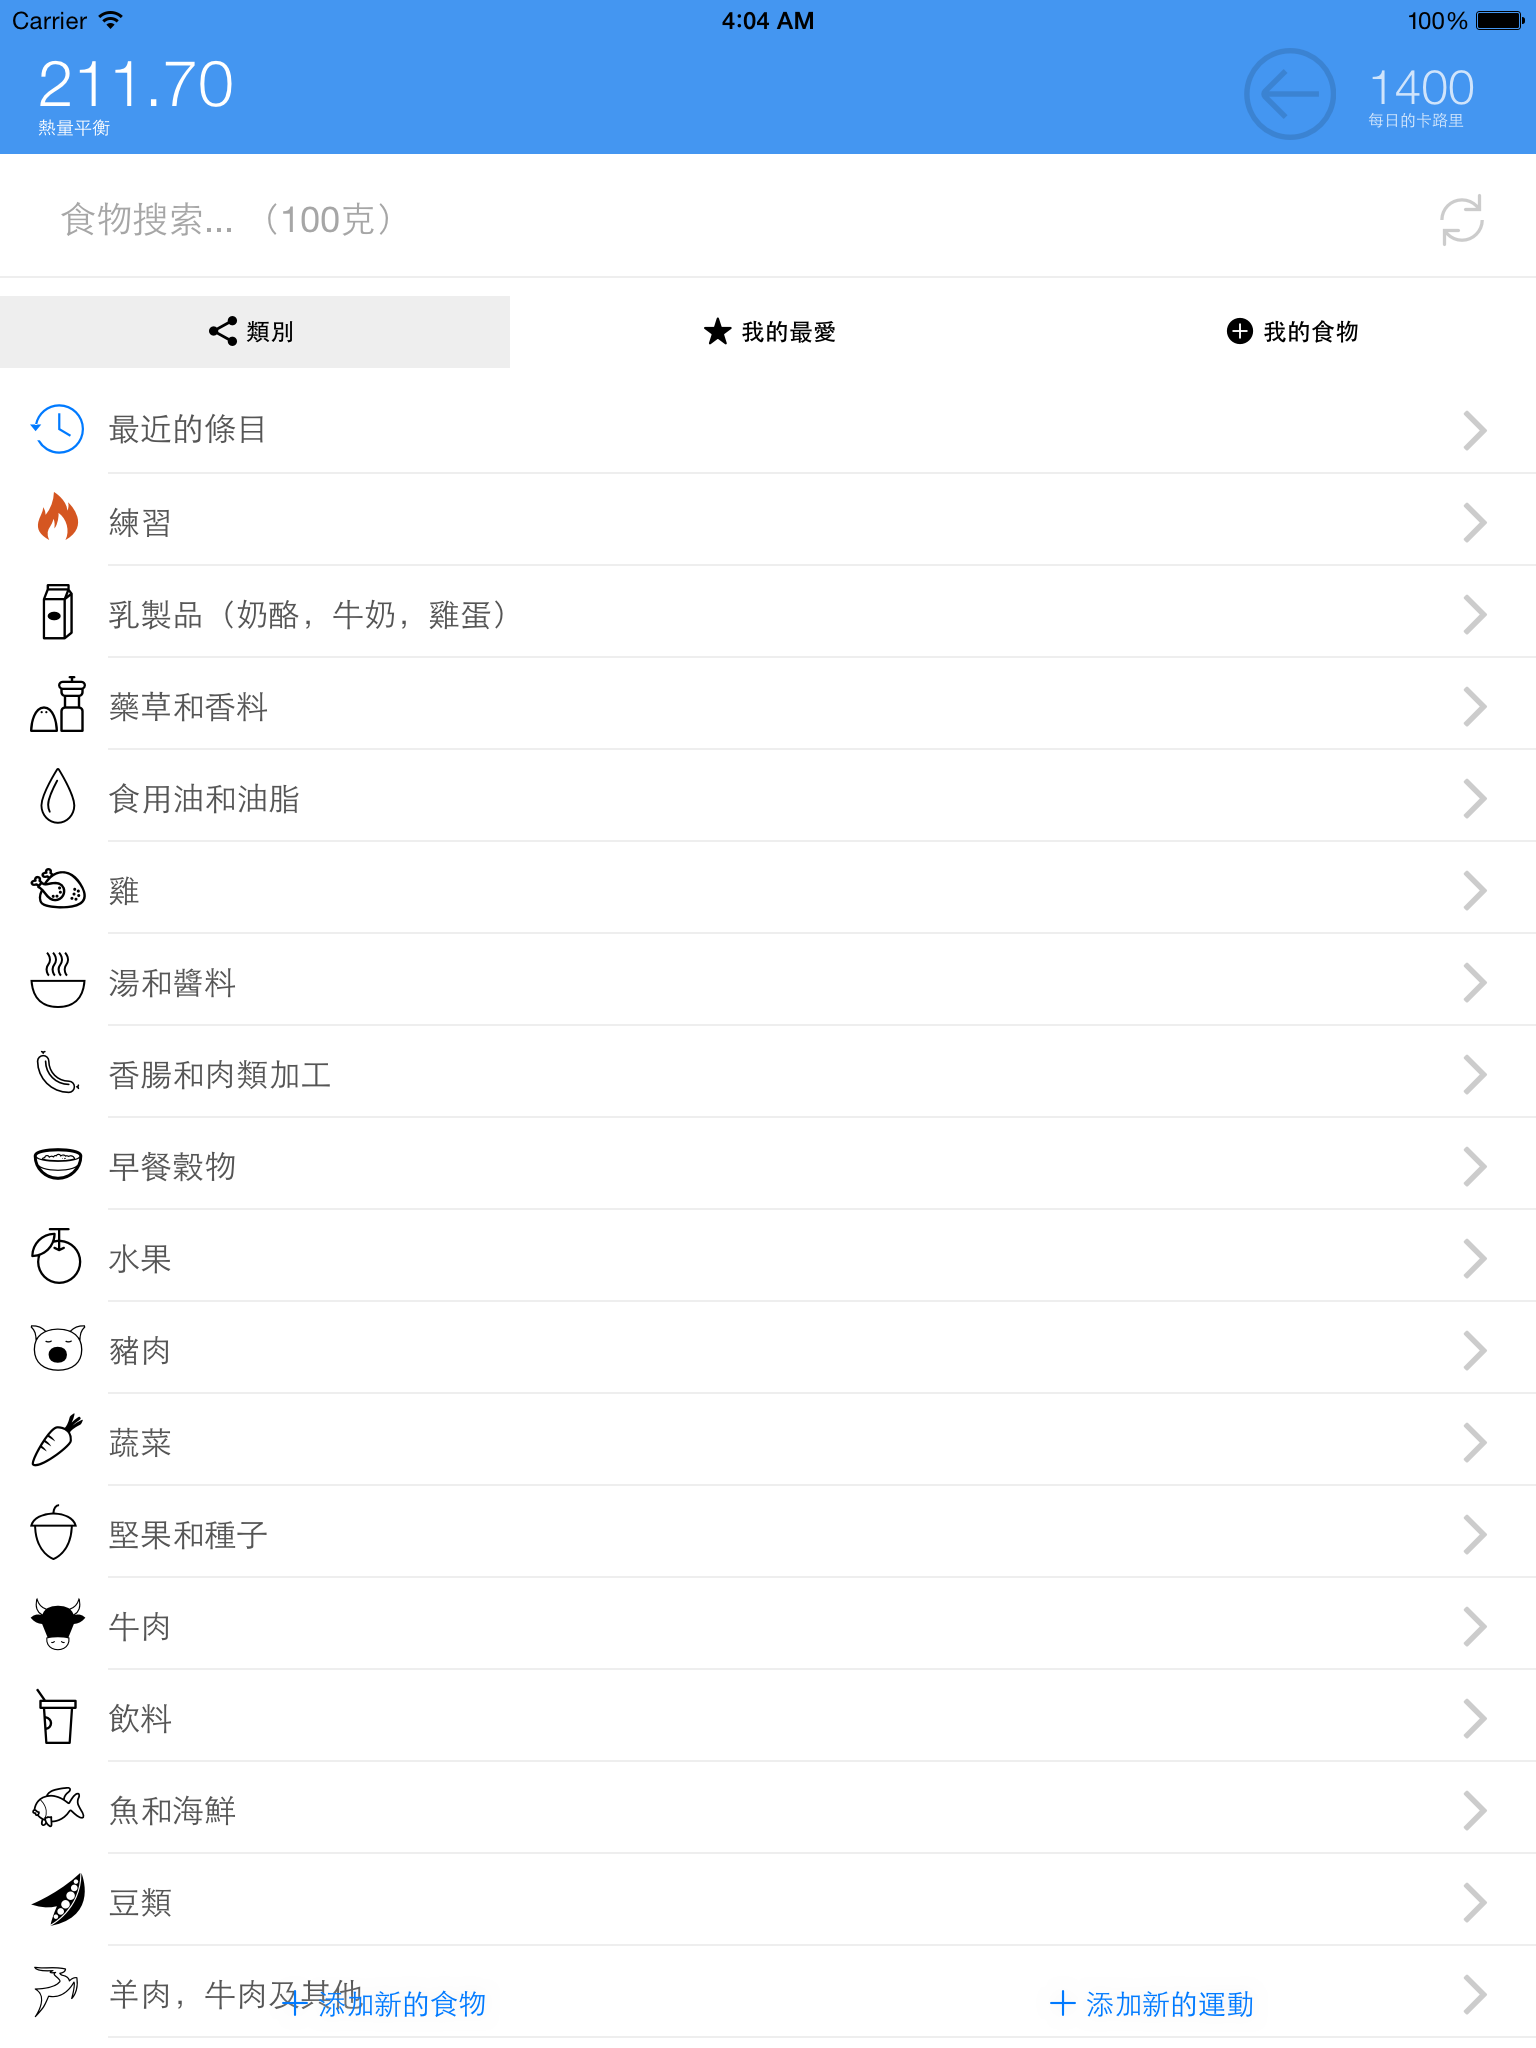 Carrier 4:04 AM 100%
211.70
熱量平衡
1400
每日的卡路里
食物搜索... （100克）
類別 我的最愛 我的食物
最近的條目
練習
乳製品（奶酪，牛奶，雞蛋）
藥草和香料
食用油和油脂
雞
湯和醬料
香腸和肉類加工
早餐穀物
水果
豬肉
蔬菜
堅果和種子
牛肉
飲料
魚和海鮮
豆類
羊肉，牛肉及其他
添加新的食物 添加新的運動